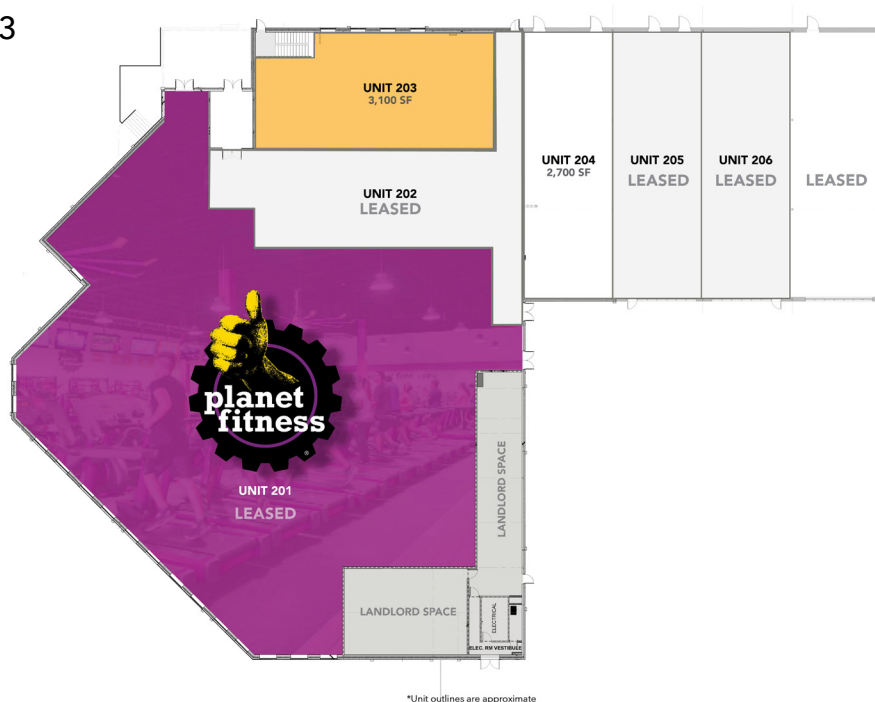 3
UNIT 203
3,100 SF
UNIT 204
2,700 SF
UNIT 205
LEASED
UNIT 206
LEASED
LEASED
UNIT 202
LEASED
planet
fitness
®
UNIT 201
LEASED
LANDLORD SPACE
LANDLORD SPACE
ELECTRICAL
ELEC. RM VESTIBULE
*Unit outlines are approximate